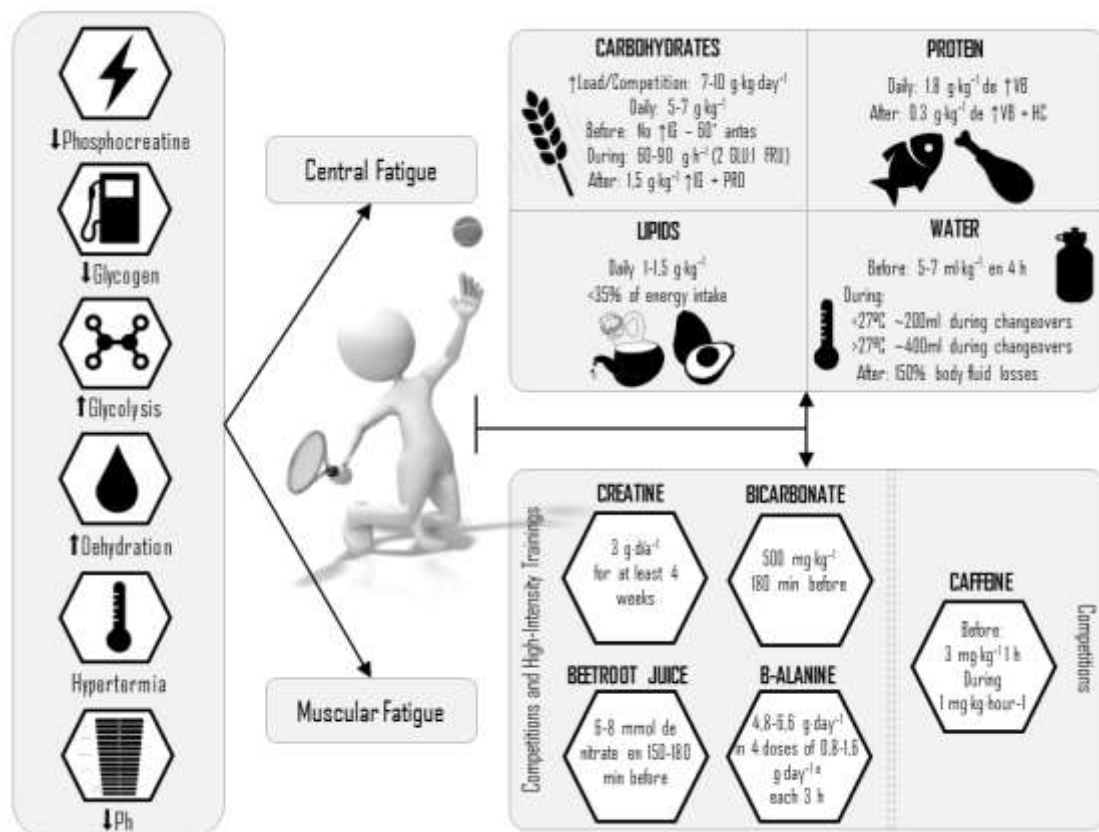 ↓Phosphocreatine
↓Glycogen
↑Glycolysis
↑Dehydration
Hypertermia
↓Ph
Central Fatigue
Muscular Fatigue
CARBOHYDRATES
↑Load/Competition: 7-10 g·kg·day⁻¹
Daily: 5-7 g·kg⁻¹
Before: No ↑IG – 60" antes
During: 60-90 g·h⁻¹ (2 GLU:1 FRU)
After: 1,5 g·kg⁻¹ ↑IG + PRO
PROTEIN
Daily: 1.8 g·kg⁻¹ de ↑VB
After: 0.3 g·kg⁻¹ de ↑VB + HC
LIPIDS
Daily 1-1.5 g·kg⁻¹
<35% of energy intake
WATER
Before: 5-7 ml·kg⁻¹ en 4 h
During:
<27ºC ~200ml during changeovers
>27ºC ~400ml during changeovers
After: 150% body fluid losses
Competitions and High-Intensity Trainings
CREATINE
3 g·día⁻¹
for at least 4
weeks
BICARBONATE
500 mg·kg⁻¹
180 min before
BEETROOT JUICE
6-8 mmol de
nitrate en 150-180
min before
B-ALANINE
4,8-6,6 g·day⁻¹
in 4 doses of 0,8-1,6
g·day⁻¹
each 3 h
CAFFEINE
Before:
3 mg·kg⁻¹ 1 h
During
1 mg·kg·hour-1
Competitions